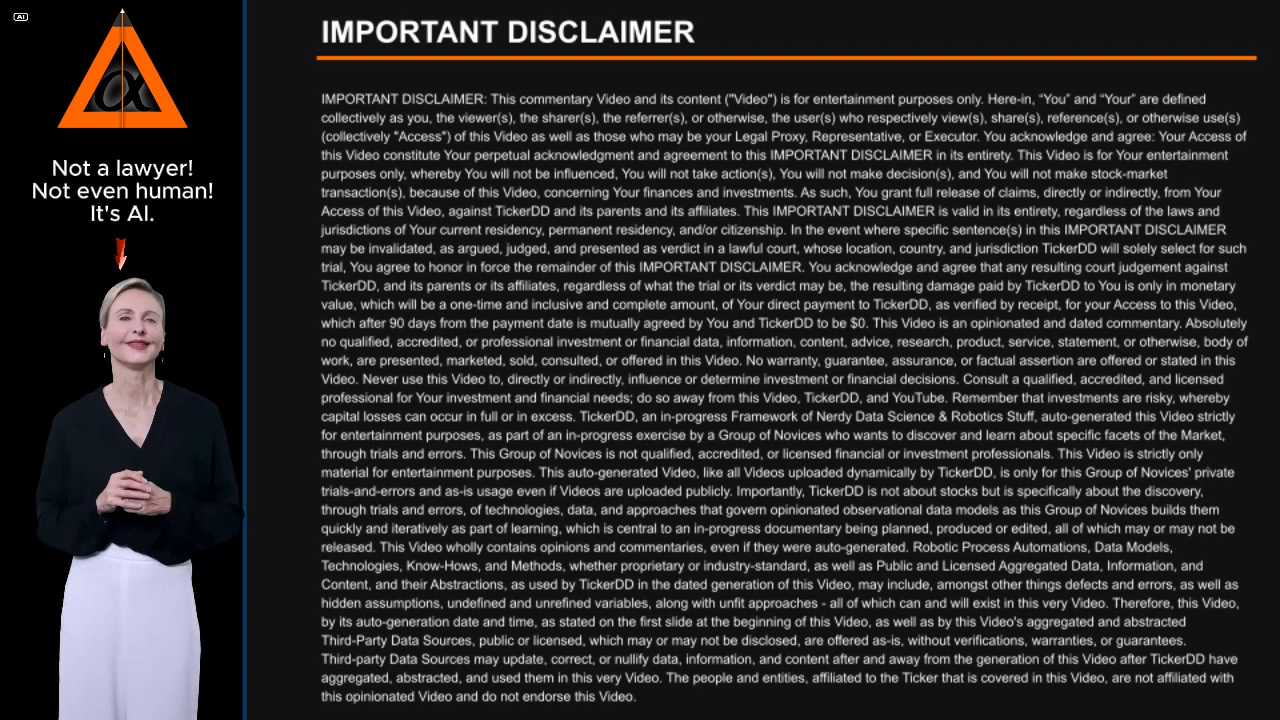 AI
α
Not a lawyer!
Not even human!
It's AI.
IMPORTANT DISCLAIMER
IMPORTANT DISCLAIMER: This commentary Video and its content ("Video") is for entertainment purposes only. Here-in, “You” and “Your” are defined
collectively as you, the viewer(s), the sharer(s), the referrer(s), or otherwise, the user(s) who respectively view(s), share(s), reference(s), or otherwise use(s)
(collectively "Access") of this Video as well as those who may be your Legal Proxy, Representative, or Executor. You acknowledge and agree: Your Access of
this Video constitute Your perpetual acknowledgment and agreement to this IMPORTANT DISCLAIMER in its entirety. This Video is for Your entertainment
purposes only, whereby You will not be influenced, You will not take action(s), You will not make decision(s), and You will not make stock-market
transaction(s), because of this Video, concerning Your finances and investments. As such, You grant full release of claims, directly or indirectly, from Your
Access of this Video, against TickerDD and its parents and its affiliates. This IMPORTANT DISCLAIMER is valid in its entirety, regardless of the laws and
jurisdictions of Your current residency, permanent residency, and/or citizenship. In the event where specific sentence(s) in this IMPORTANT DISCLAIMER
may be invalidated, as argued, judged, and presented as verdict in a lawful court, whose location, country, and jurisdiction TickerDD will solely select for such
trial, You agree to honor in force the remainder of this IMPORTANT DISCLAIMER. You acknowledge and agree that any resulting court judgement against
TickerDD, and its parents or its affiliates, regardless of what the trial or its verdict may be, the resulting damage paid by TickerDD to You is only in monetary
value, which will be a one-time and inclusive and complete amount, of Your direct payment to TickerDD, as verified by receipt, for your Access to this Video,
which after 90 days from the payment date is mutually agreed by You and TickerDD to be $0. This Video is an opinionated and dated commentary. Absolutely
no qualified, accredited, or professional investment or financial data, information, content, advice, research, product, service, statement, or otherwise, body of
work, are presented, marketed, sold, consulted, or offered in this Video. No warranty, guarantee, assurance, or factual assertion are offered or stated in this
Video. Never use this Video to, directly or indirectly, influence or determine investment or financial decisions. Consult a qualified, accredited, and licensed
professional for Your investment and financial needs; do so away from this Video, TickerDD, and YouTube. Remember that investments are risky, whereby
capital losses can occur in full or in excess. TickerDD, an in-progress Framework of Nerdy Data Science & Robotics Stuff, auto-generated this Video strictly
for entertainment purposes, as part of an in-progress exercise by a Group of Novices who wants to discover and learn about specific facets of the Market,
through trials and errors. This Group of Novices is not qualified, accredited, or licensed financial or investment professionals. This Video is strictly only
material for entertainment purposes. This auto-generated Video, like all Videos uploaded dynamically by TickerDD, is only for this Group of Novices' private
trials-and-errors and as-is usage even if Videos are uploaded publicly. Importantly, TickerDD is not about stocks but is specifically about the discovery,
through trials and errors, of technologies, data, and approaches that govern opinionated observational data models as this Group of Novices builds them
quickly and iteratively as part of learning, which is central to an in-progress documentary being planned, produced or edited, all of which may or may not be
released. This Video wholly contains opinions and commentaries, even if they were auto-generated. Robotic Process Automations, Data Models,
Technologies, Know-Hows, and Methods, whether proprietary or industry-standard, as well as Public and Licensed Aggregated Data, Information, and
Content, and their Abstractions, as used by TickerDD in the dated generation of this Video, may include, amongst other things defects and errors, as well as
hidden assumptions, undefined and unrefined variables, along with unfit approaches - all of which can and will exist in this very Video. Therefore, this Video,
by its auto-generation date and time, as stated on the first slide at the beginning of this Video, as well as by this Video's aggregated and abstracted
Third-Party Data Sources, public or licensed, which may or may not be disclosed, are offered as-is, without verifications, warranties, or guarantees.
Third-party Data Sources may update, correct, or nullify data, information, and content after and away from the generation of this Video after TickerDD have
aggregated, abstracted, and used them in this very Video. The people and entities, affiliated to the Ticker that is covered in this Video, are not affiliated with
this opinionated Video and do not endorse this Video.